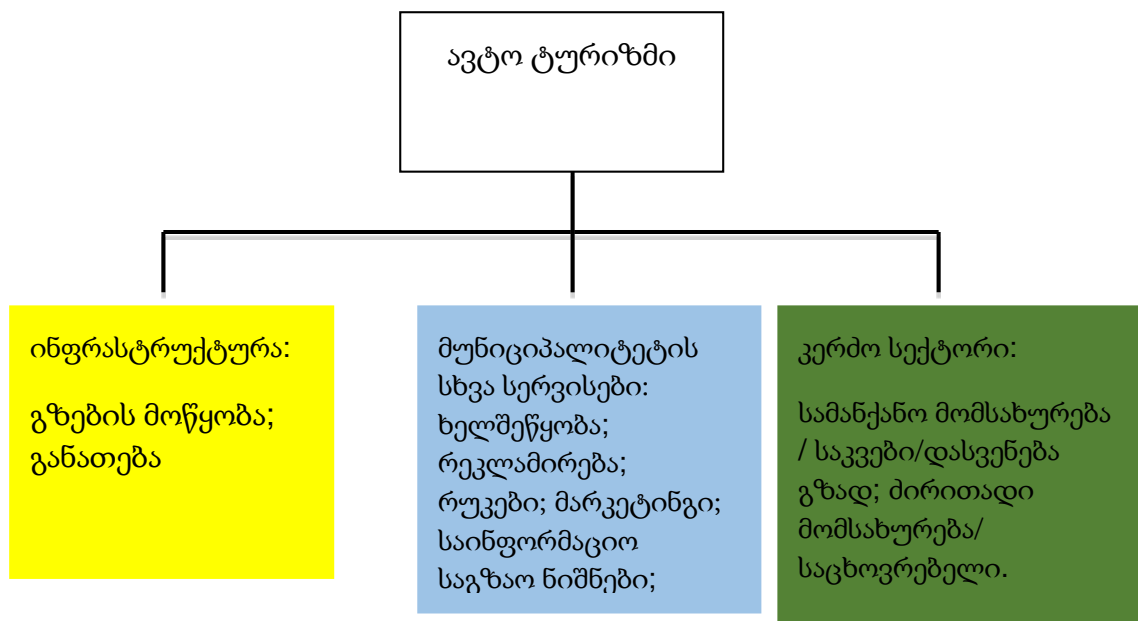 ავტო ტურიზმი
ინფრასტრუქტურა:
გზების მოწყობა;
განათება
მუნიციპალიტეტის
სხვა სერვისები:
ხელშეწყობა;
რეკლამირება;
რუკები; მარკეტინგი;
საინფორმაციო
საგზაო ნიშნები;
კერძო სექტორი:
სამანქანო მომსახურება
/ საკვები/დასვენება
გზად; ძირითადი
მომსახურება/
საცხოვრებელი.